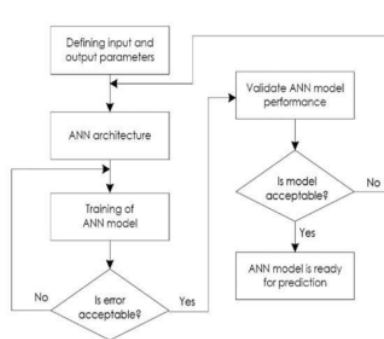 Defining input and
output parameters
ANN architecture
Training of
ANN model
Is error
acceptable?
No
Yes
Validate ANN model
performance
Is model
acceptable?
No
Yes
ANN model is ready
for prediction